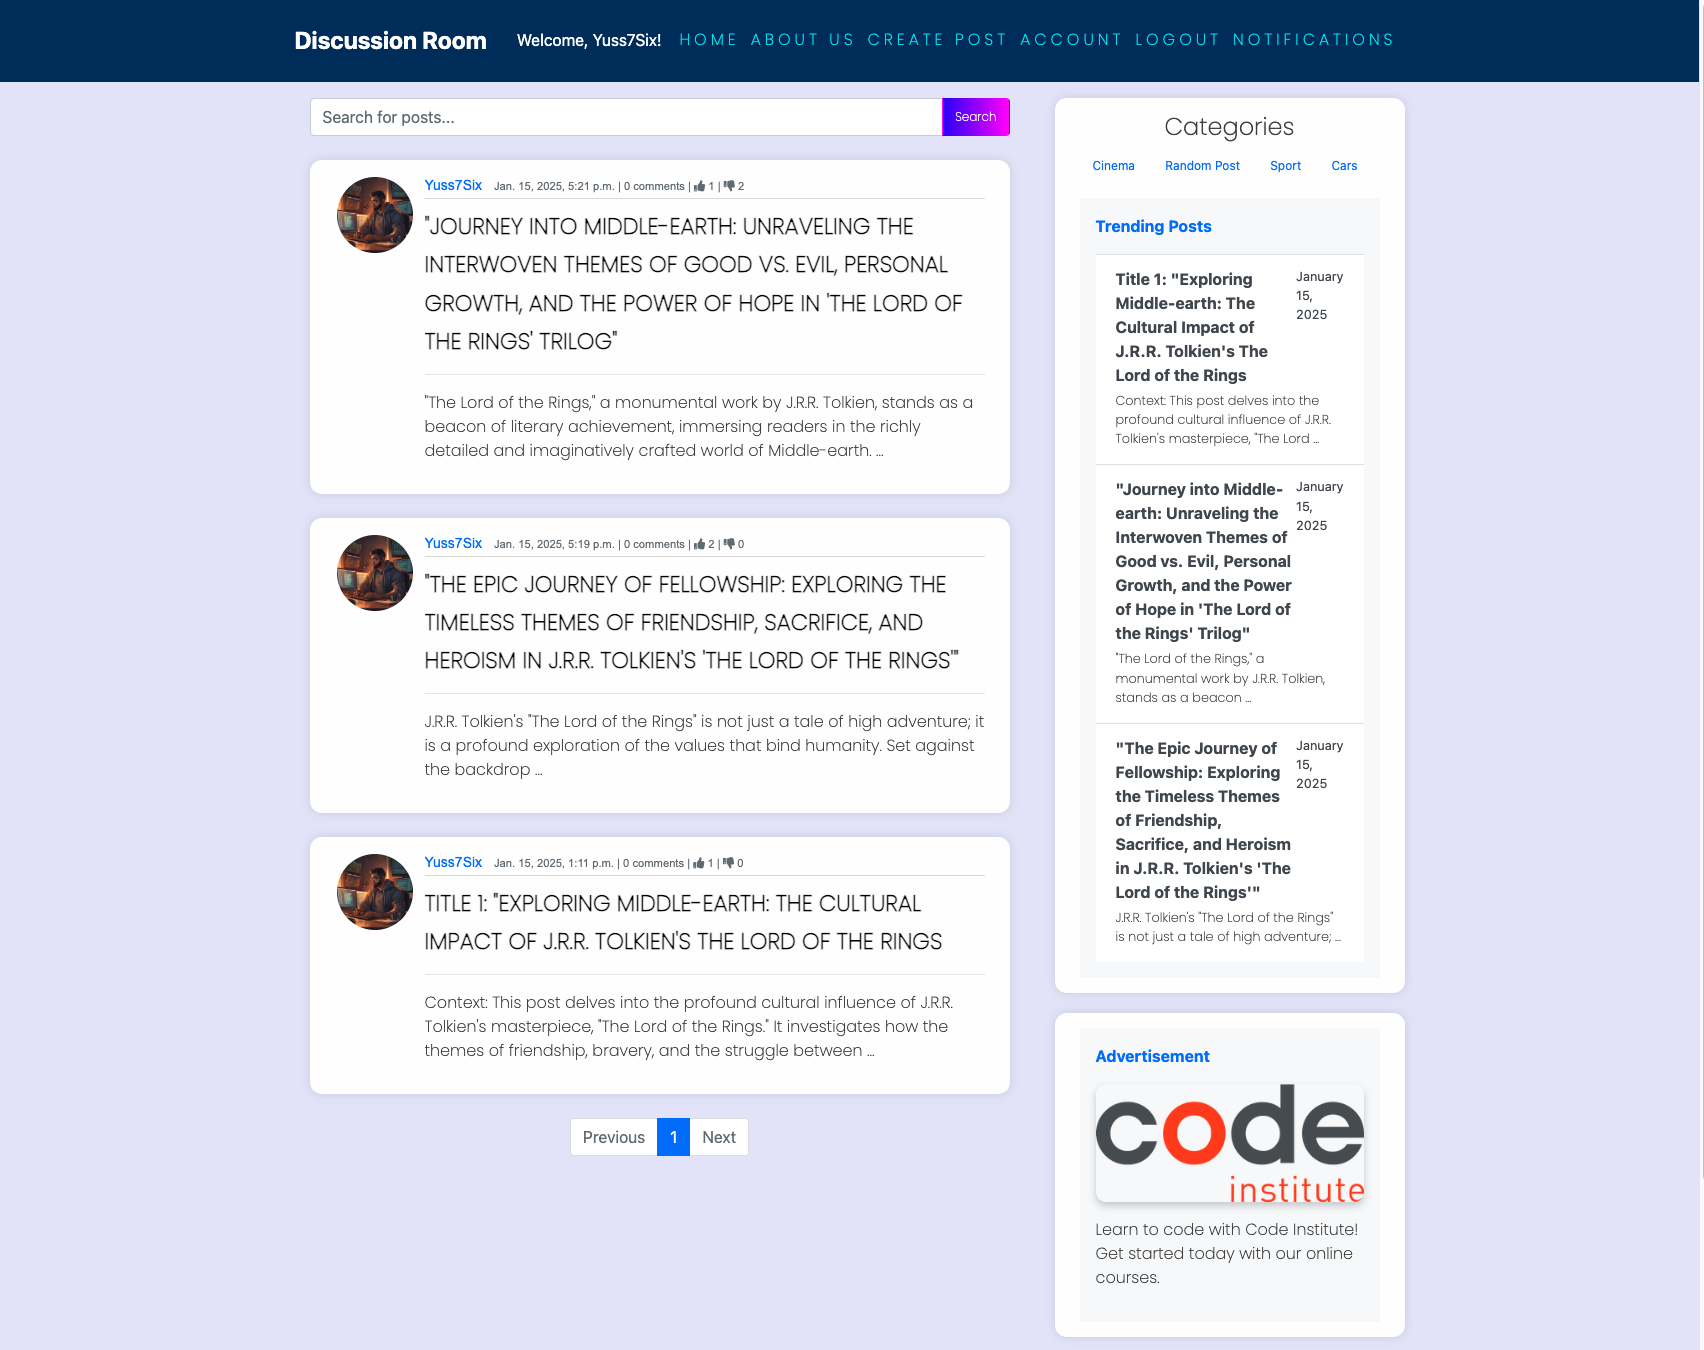 Discussion Room
Welcome, Yuss7Six!
HOME
ABOUT US
CREATE POST
ACCOUNT
LOGOUT
NOTIFICATIONS
Search for posts...
Search
Yuss7Six Jan. 15, 2025, 5:21 p.m. | 0 comments | 1 | 2
"JOURNEY INTO MIDDLE-EARTH: UNRAVELING THE
INTERWOVEN THEMES OF GOOD VS. EVIL, PERSONAL
GROWTH, AND THE POWER OF HOPE IN 'THE LORD OF
THE RINGS' TRILOG"
"The Lord of the Rings," a monumental work by J.R.R. Tolkien, stands as a
beacon of literary achievement, immersing readers in the richly
detailed and imaginatively crafted world of Middle-earth. …
Yuss7Six Jan. 15, 2025, 5:19 p.m. | 0 comments | 2 | 0
"THE EPIC JOURNEY OF FELLOWSHIP: EXPLORING THE
TIMELESS THEMES OF FRIENDSHIP, SACRIFICE, AND
HEROISM IN J.R.R. TOLKIEN'S 'THE LORD OF THE RINGS'"
J.R.R. Tolkien's "The Lord of the Rings" is not just a tale of high adventure; it
is a profound exploration of the values that bind humanity. Set against
the backdrop …
Yuss7Six Jan. 15, 2025, 1:11 p.m. | 0 comments | 1 | 0
TITLE 1: "EXPLORING MIDDLE-EARTH: THE CULTURAL
IMPACT OF J.R.R. TOLKIEN'S THE LORD OF THE RINGS
Context: This post delves into the profound cultural influence of J.R.R.
Tolkien's masterpiece, "The Lord of the Rings." It investigates how the
themes of friendship, bravery, and the struggle between …
Previous 1 Next
Categories
Cinema
Random Post
Sport
Cars
Trending Posts
Title 1: "Exploring
Middle-earth: The
Cultural Impact of
J.R.R. Tolkien's The
Lord of the Rings
January
15,
2025
Context: This post delves into the
profound cultural influence of J.R.R.
Tolkien's masterpiece, "The Lord …
"Journey into Middle-
earth: Unraveling the
Interwoven Themes of
Good vs. Evil, Personal
Growth, and the Power
of Hope in 'The Lord of
the Rings' Trilog"
January
15,
2025
"The Lord of the Rings," a
monumental work by J.R.R. Tolkien,
stands as a beacon …
"The Epic Journey of
Fellowship: Exploring
the Timeless Themes
of Friendship,
Sacrifice, and Heroism
in J.R.R. Tolkien's 'The
Lord of the Rings'"
January
15,
2025
J.R.R. Tolkien's "The Lord of the Rings"
is not just a tale of high adventure; …
Advertisement
code
institute
Learn to code with Code Institute!
Get started today with our online
courses.